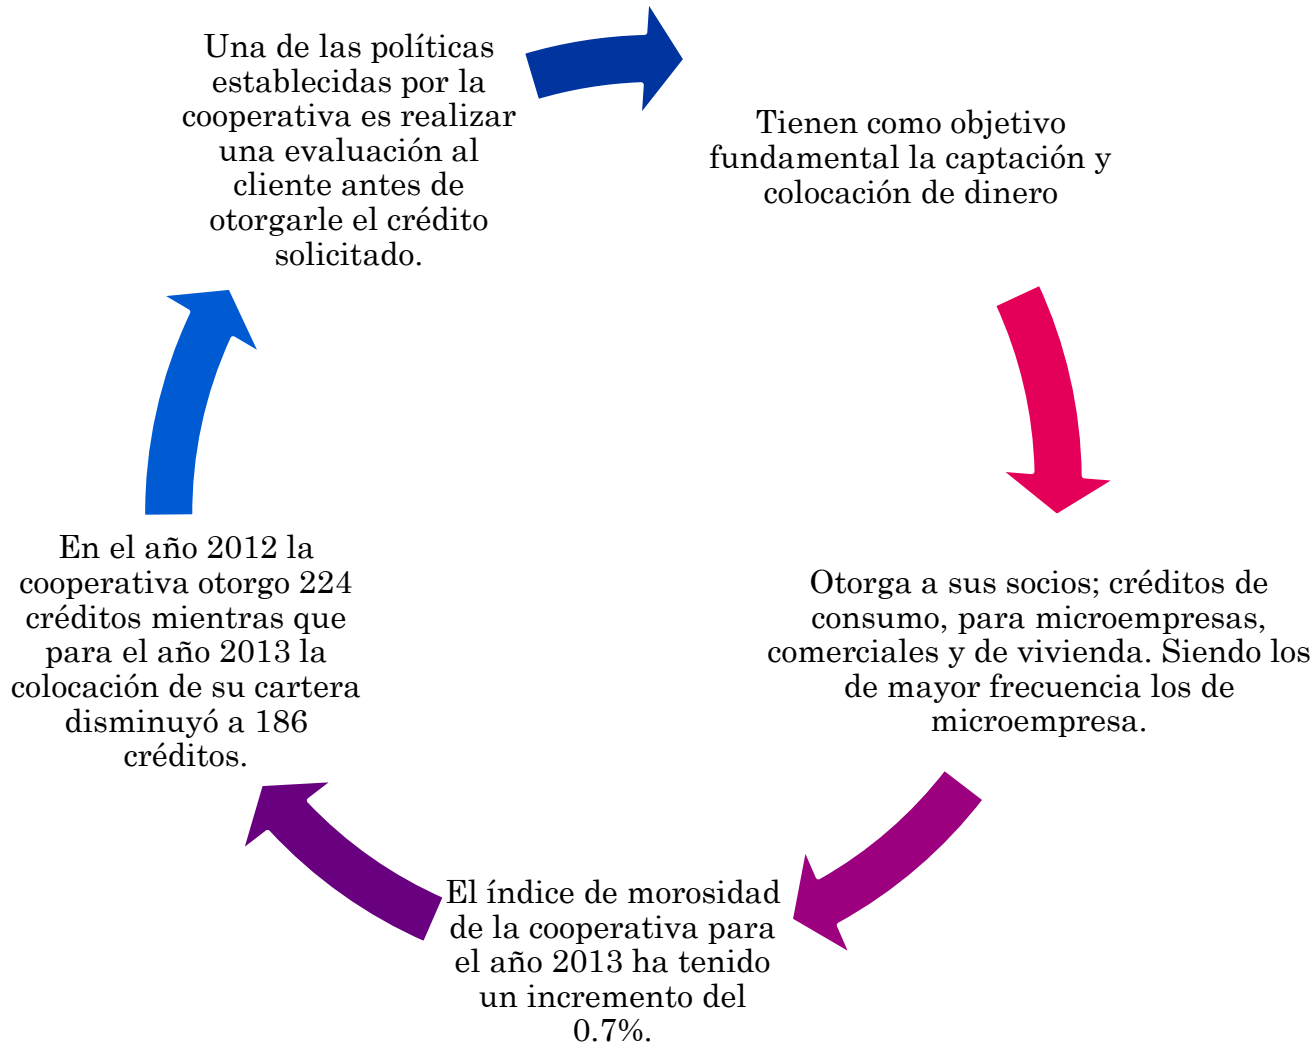 Una de las políticas
establecidas por la
cooperativa es realizar
una evaluación al
cliente antes de
otorgarle el crédito
solicitado.
Tienen como objetivo
fundamental la captación y
colocación de dinero
Otorga a sus socios; créditos de
consumo, para microempresas,
comerciales y de vivienda. Siendo los
de mayor frecuencia los de
microempresa.
El índice de morosidad
de la cooperativa para
el año 2013 ha tenido
un incremento del
0.7%.
En el año 2012 la
cooperativa otorgo 224
créditos mientras que
para el año 2013 la
colocación de su cartera
disminuyó a 186
créditos.